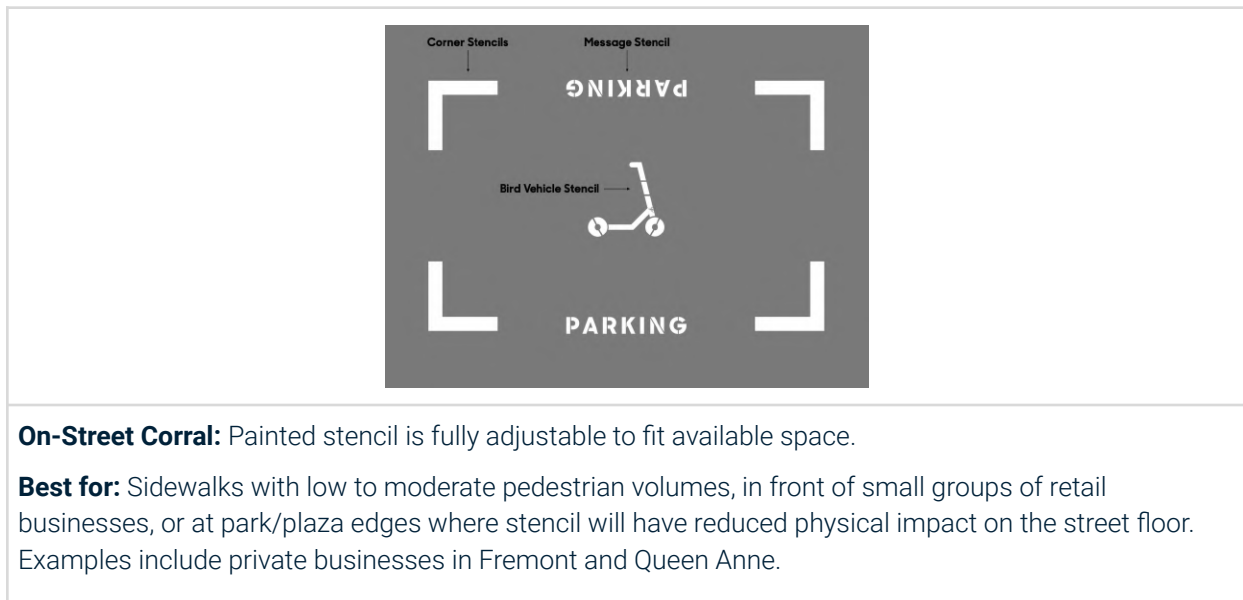 Corner Stencils
Message Stencil
PARKING
Bird Vehicle Stencil
PARKING
On-Street Corral: Painted stencil is fully adjustable to fit available space.
Best for: Sidewalks with low to moderate pedestrian volumes, in front of small groups of retail
businesses, or at park/plaza edges where stencil will have reduced physical impact on the street floor.
Examples include private businesses in Fremont and Queen Anne.